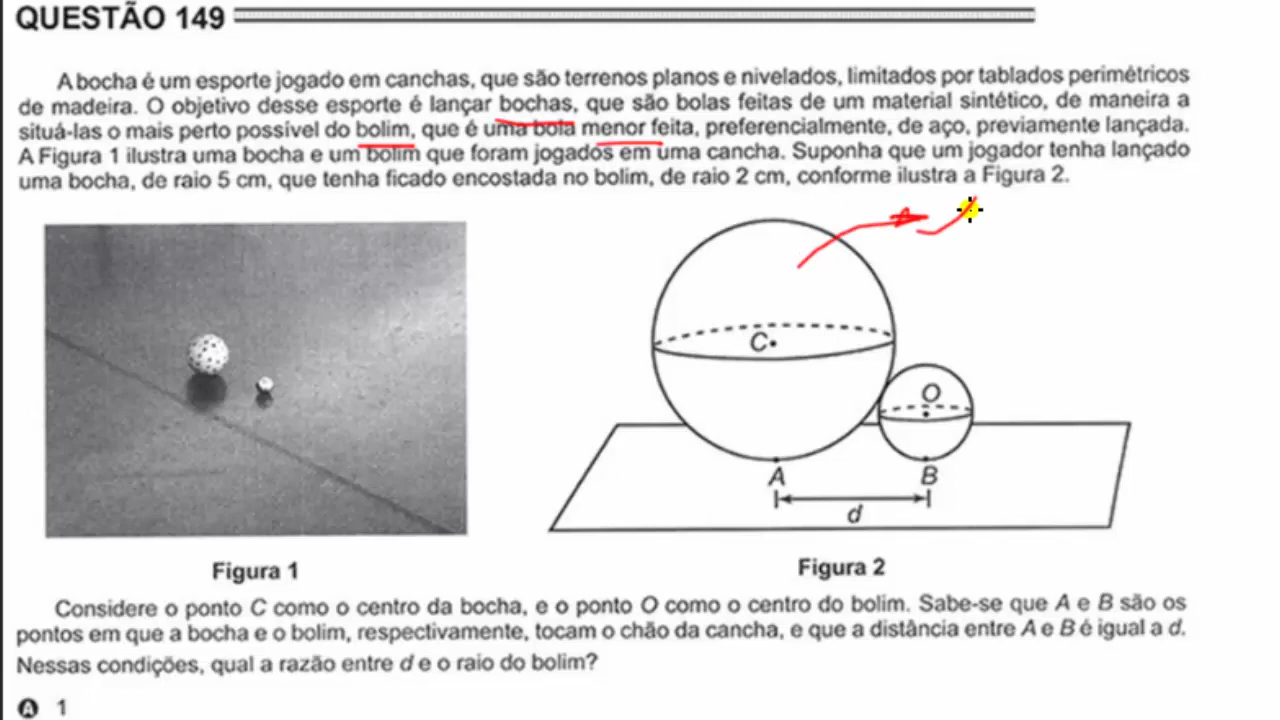 QUESTÃO 149
A bocha é um esporte jogado em canchas, que são terrenos planos e nivelados, limitados por tablados perimétricos
de madeira. O objetivo desse esporte é lançar bochas, que são bolas feitas de um material sintético, de maneira a
situá-las o mais perto possível do bolim, que é uma bola menor feita, preferencialmente, de aço, previamente lançada.
A Figura 1 ilustra uma bocha e um bolim que foram jogados em uma cancha. Suponha que um jogador tenha lançado
uma bocha, de raio 5 cm, que tenha ficado encostada no bolim, de raio 2 cm, conforme ilustra a Figura 2.
C
O
A
B
d
Figura 1
Figura 2
Considere o ponto C como o centro da bocha, e o ponto O como o centro do bolim. Sabe-se que A e B são os
pontos em que a bocha e o bolim, respectivamente, tocam o chão da cancha, e que a distância entre A e B é igual a d.
Nessas condições, qual a razão entre d e o raio do bolim?
A 1